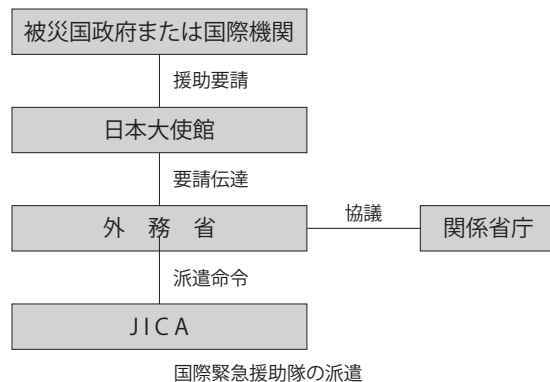 被災国政府または国際機関
援助要請
日本大使館
要請伝達
外　務　省
協議
関係省庁
派遣命令
JICA
国際緊急援助隊の派遣